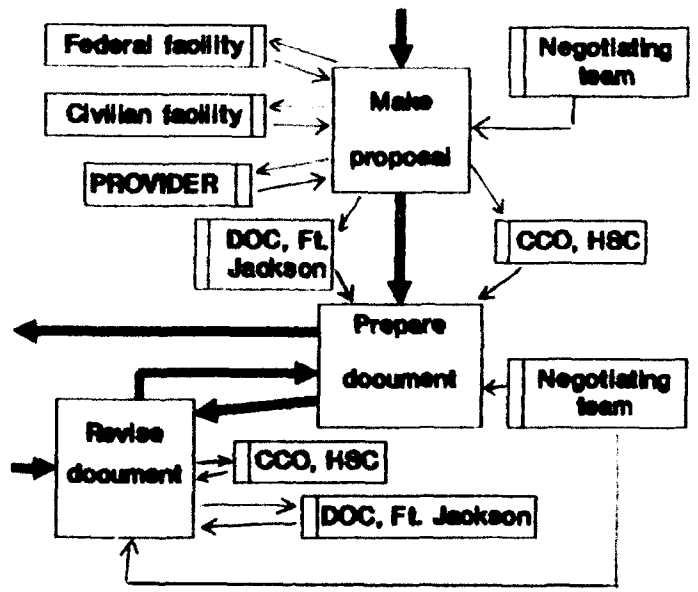 Federal facility
Negotiating
team
Make
proposal
Civilian facility
PROVIDER
DOC, Ft.
Jackson
CCO, HSC
Prepare
document
Negotiating
team
Revise
document
CCO, HSC
DOC, Ft. Jackson